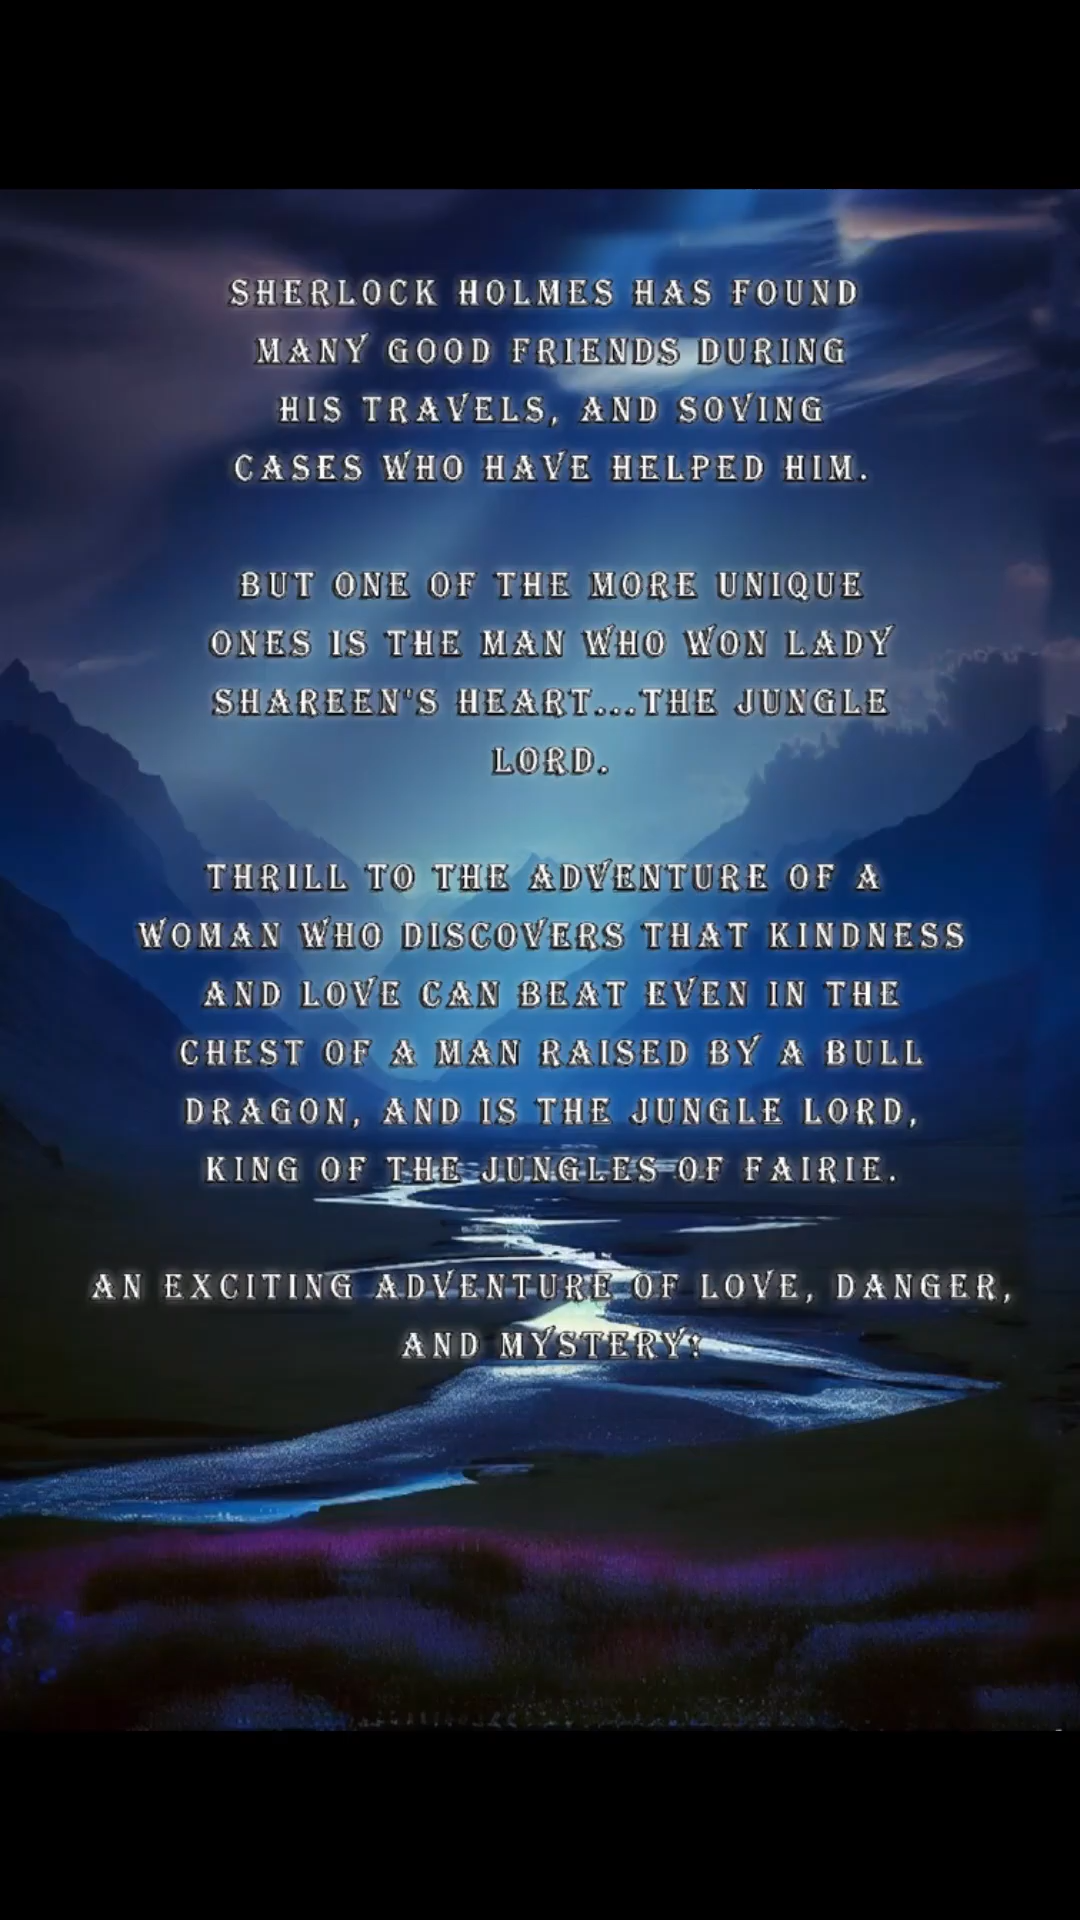 SHERLOCK HOLMES HAS FOUND
MANY GOOD FRIENDS DURING
HIS TRAVELS, AND SOVING
CASES WHO HAVE HELPED HIM.
BUT ONE OF THE MORE UNIQUE
ONES IS THE MAN WHO WON LADY
SHAREEN'S HEART...THE JUNGLE
LORD.
THRILL TO THE ADVENTURE OF A
WOMAN WHO DISCOVERS THAT KINDNESS
AND LOVE CAN BEAT EVEN IN THE
CHEST OF A MAN RAISED BY A BULL
DRAGON, AND IS THE JUNGLE LORD,
KING OF THE JUNGLES OF FAIRIE.
AN EXCITING ADVENTURE OF LOVE, DANGER,
AND MYSTERY!